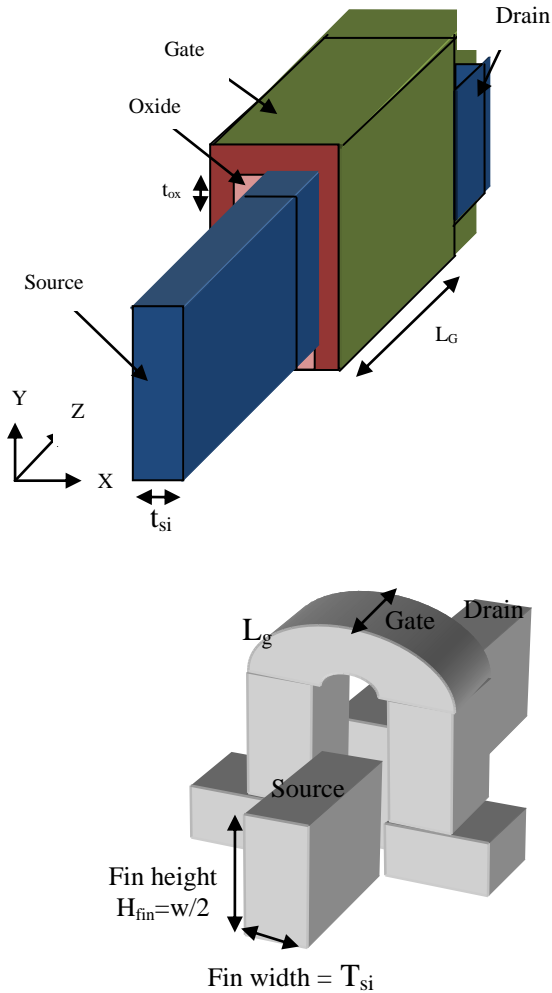 Drain
Gate
Oxide
tox
Source
LG
Y
Z
X
tsi
Drain
Gate
Lg
Source
Fin height
Hfin=w/2
Fin width = Tsi